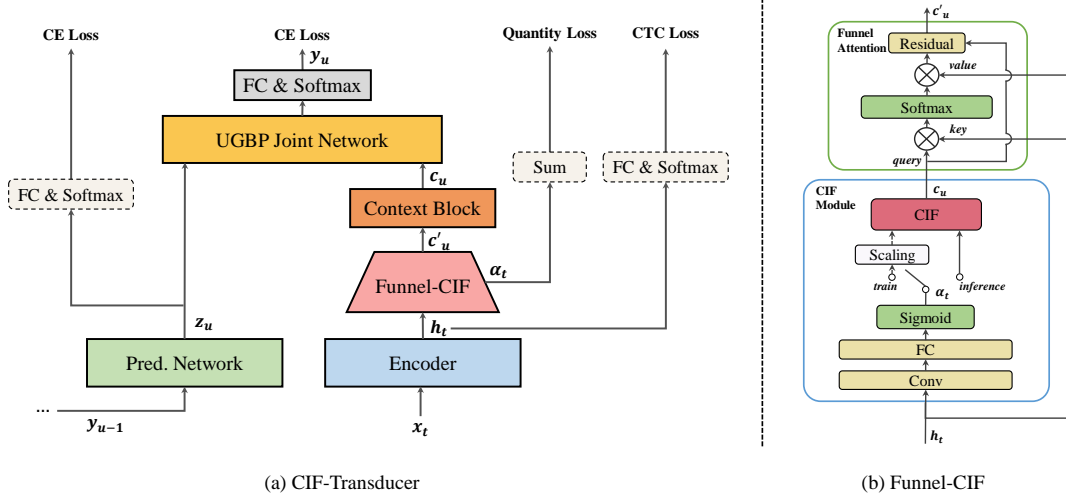 CE Loss
CE Loss
Quantity Loss
CTC Loss
y_u
FC & Softmax
UGBP Joint Network
FC & Softmax
Sum
FC & Softmax
c_u
Context Block
c'_u
α_t
Funnel-CIF
z_u
h_t
Pred. Network
Encoder
...
y_{u−1}
x_t
(a) CIF-Transducer
c'_u
Funnel
Attention
Residual
value
Softmax
key
query
c_u
CIF
Module
CIF
Scaling
train
α_t
inference
Sigmoid
FC
Conv
h_t
(b) Funnel-CIF